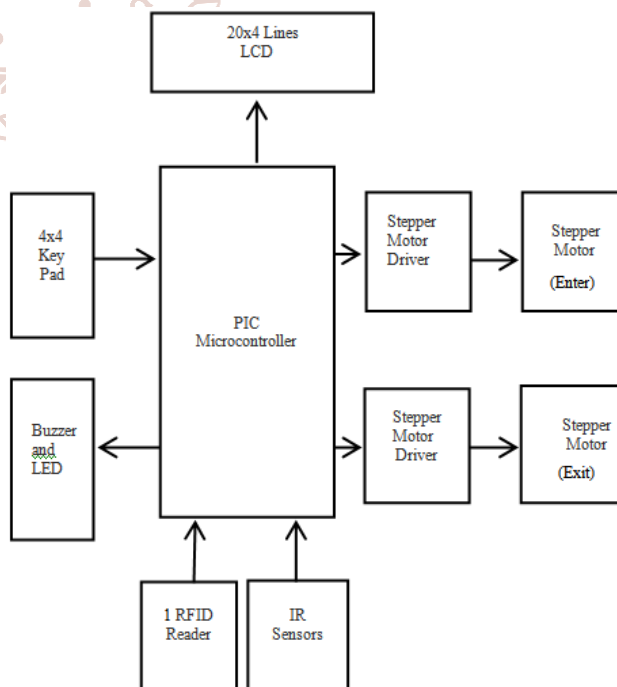 20x4 Lines
LCD
4x4
Key
Pad
PIC
Microcontroller
Stepper
Motor
Driver
Stepper
Motor
(Enter)
Buzzer
and
LED
Stepper
Motor
Driver
Stepper
Motor
(Exit)
1 RFID
Reader
IR
Sensors